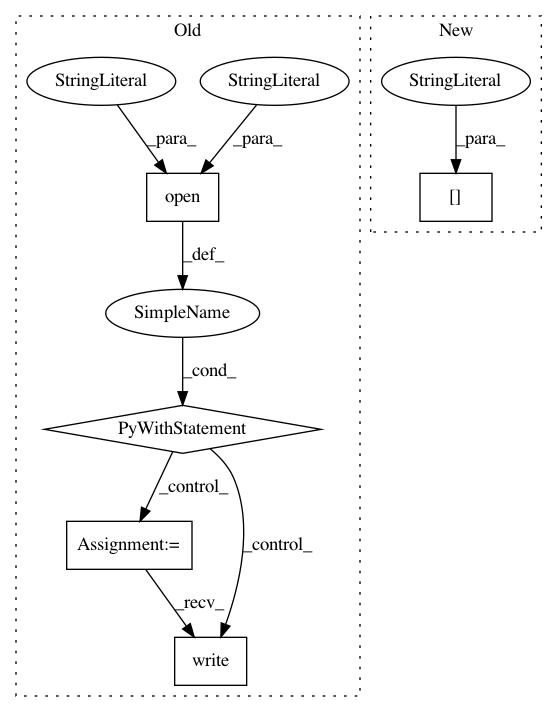 Old
New
StringLiteral
StringLiteral
StringLiteral
_para_
_para_
_para_
open
[]
_def_
SimpleName
_cond_
PyWithStatement
_control_
_control_
Assignment:=
_recv_
write